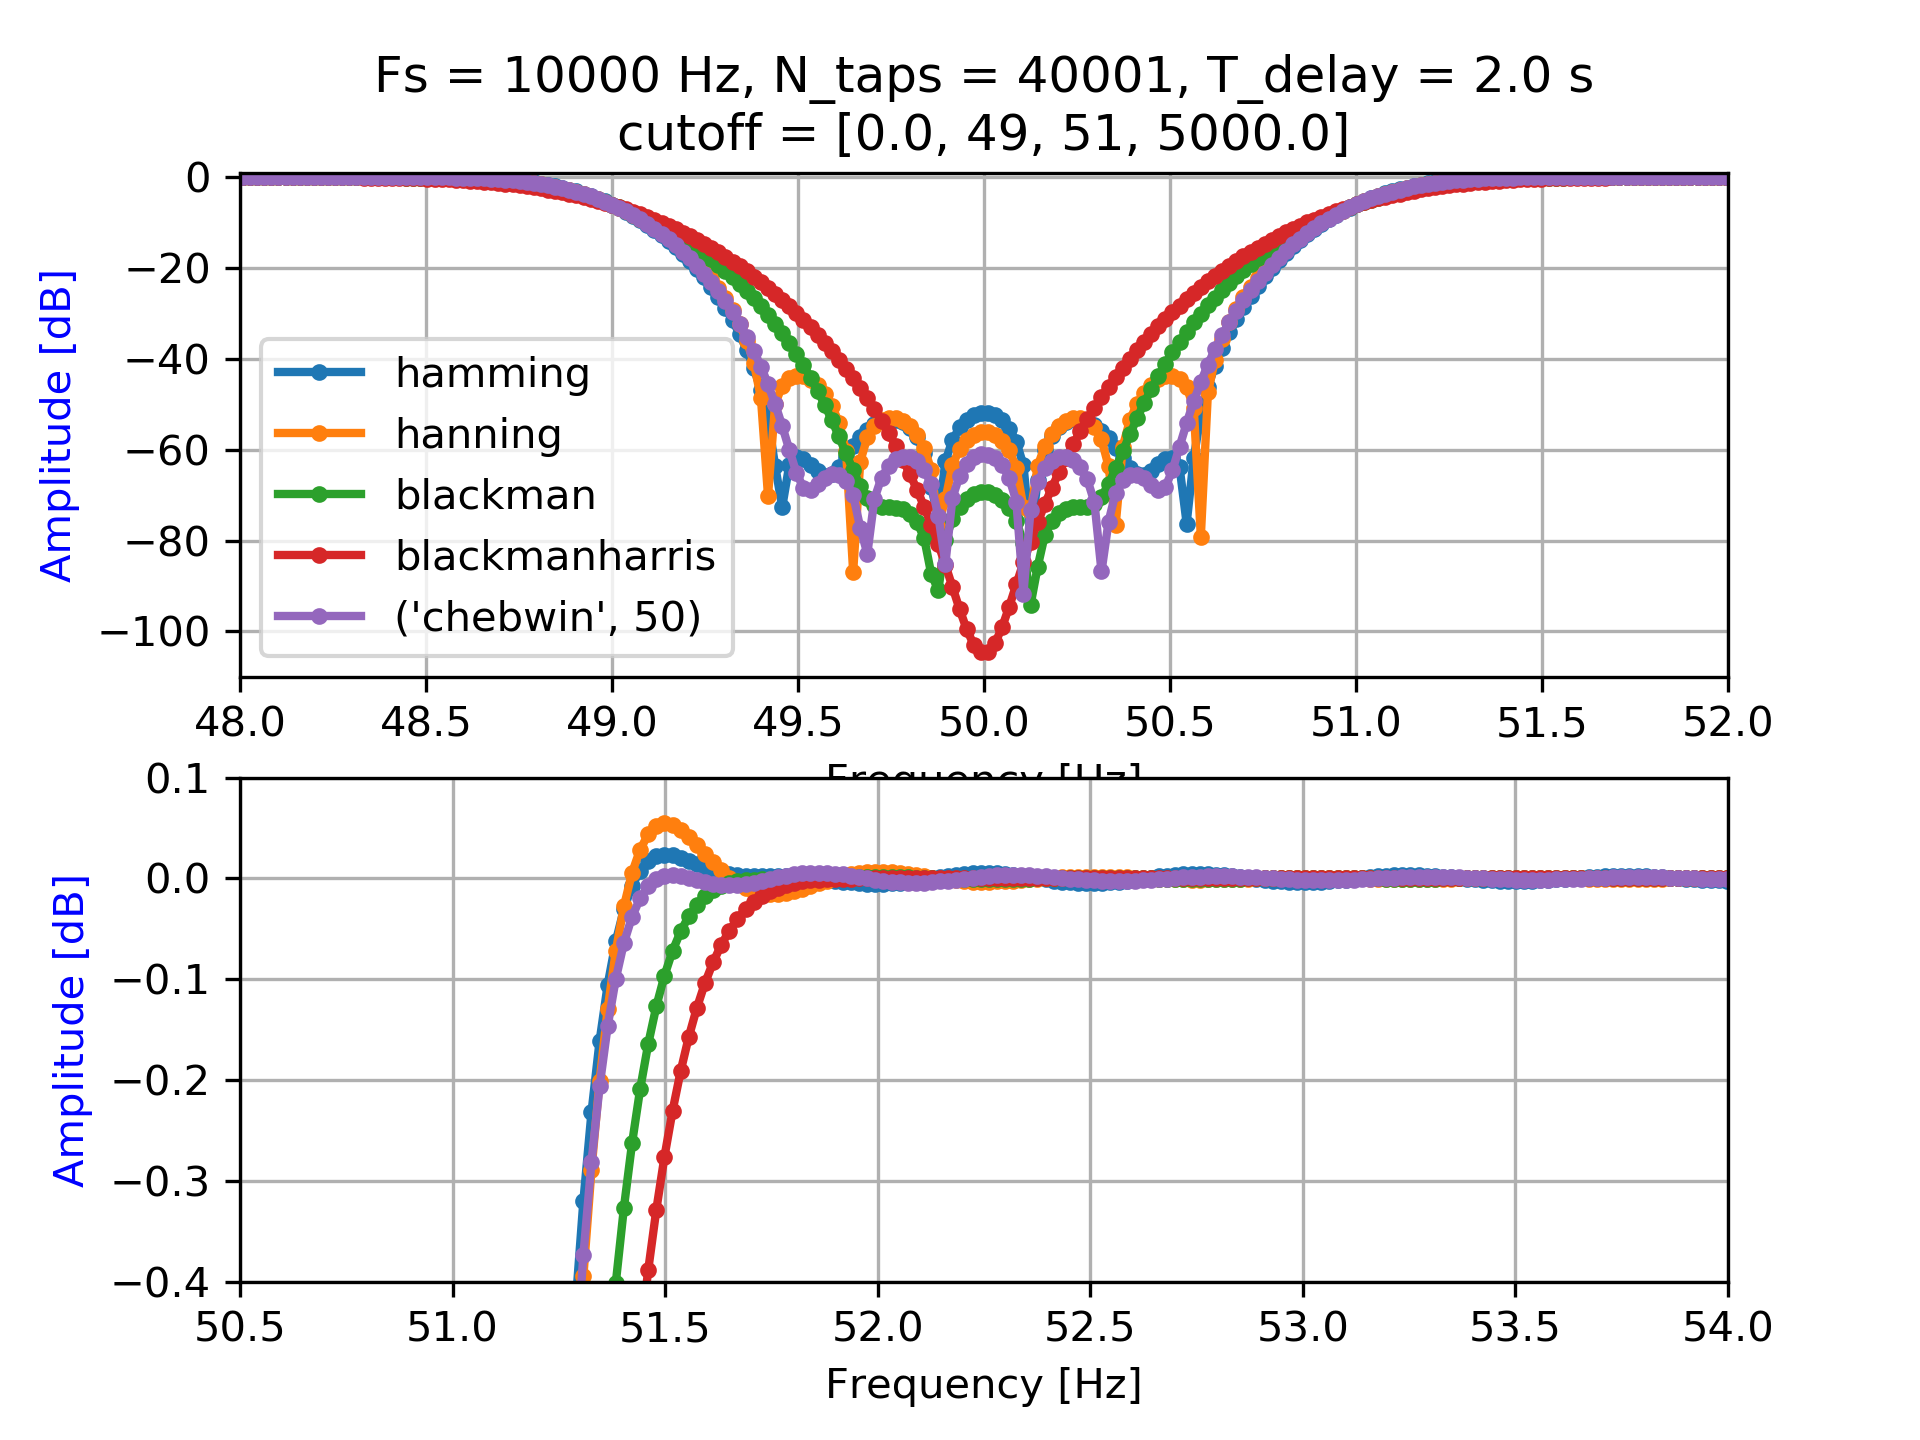 Fs = 10000 Hz, N_taps = 40001, T_delay = 2.0 s
cutoff = [0.0, 49, 51, 5000.0]
Amplitude [dB]
0
−20
−40
−60
−80
−100
hamming
hanning
blackman
blackmanharris
('chebwin', 50)
48.0 48.5 49.0 49.5 50.0 50.5 51.0 51.5 52.0
Frequency [Hz]
Amplitude [dB]
0.1
0.0
−0.1
−0.2
−0.3
−0.4
50.5 51.0 51.5 52.0 52.5 53.0 53.5 54.0
Frequency [Hz]